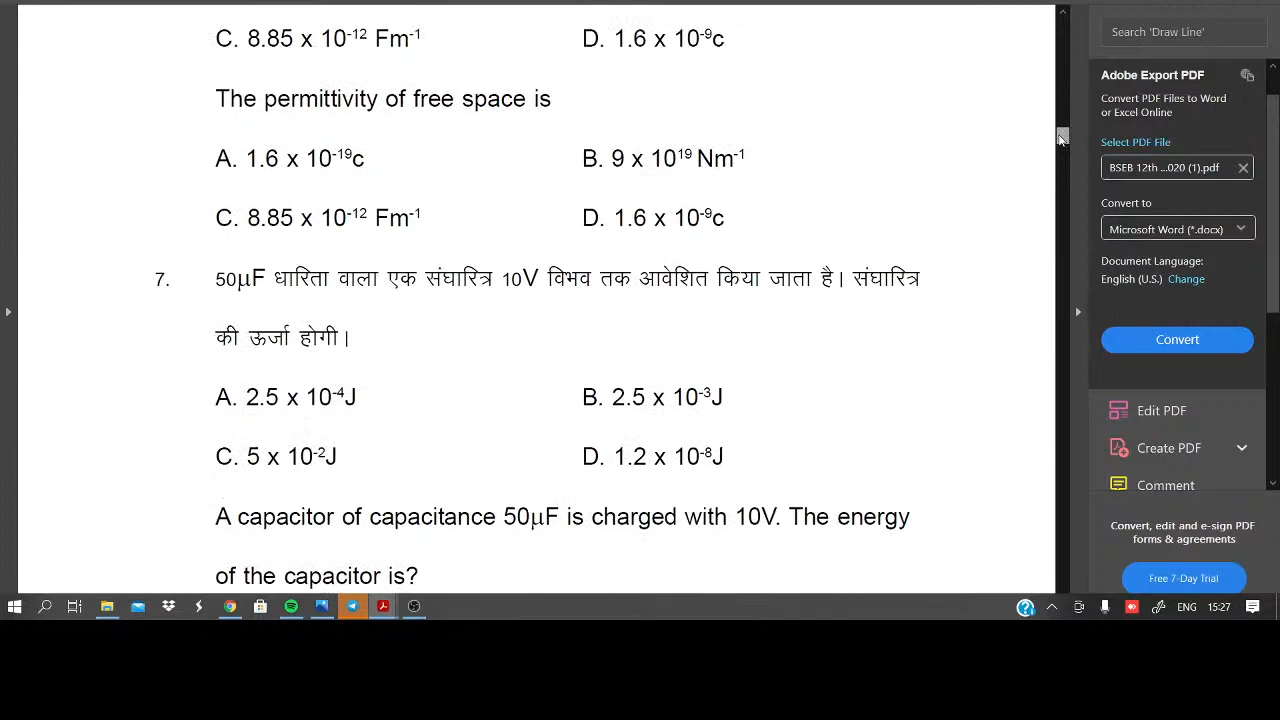 C. 8.85 x 10⁻¹² Fm⁻¹ D. 1.6 x 10⁻⁹c
The permittivity of free space is
A. 1.6 x 10⁻¹⁹c B. 9 x 10¹⁹ Nm⁻¹
C. 8.85 x 10⁻¹² Fm⁻¹ D. 1.6 x 10⁻⁹c
7. 50μF धारिता वाला एक संघारित्र 10V विभव तक आवेशित किया जाता है। संघारित्र
की ऊर्जा होगी।
A. 2.5 x 10⁻⁴J B. 2.5 x 10⁻³J
C. 5 x 10⁻²J D. 1.2 x 10⁻⁸J
A capacitor of capacitance 50μF is charged with 10V. The energy
of the capacitor is?
Search 'Draw Line'
Adobe Export PDF
Convert PDF Files to Word
or Excel Online
Select PDF File
BSEB 12th ...020 (1).pdf
Convert to
Microsoft Word (*.docx)
Document Language:
English (U.S.) Change
Convert
Edit PDF
Create PDF
Comment
Convert, edit and e-sign PDF
forms & agreements
Free 7-Day Trial
ENG 15:27